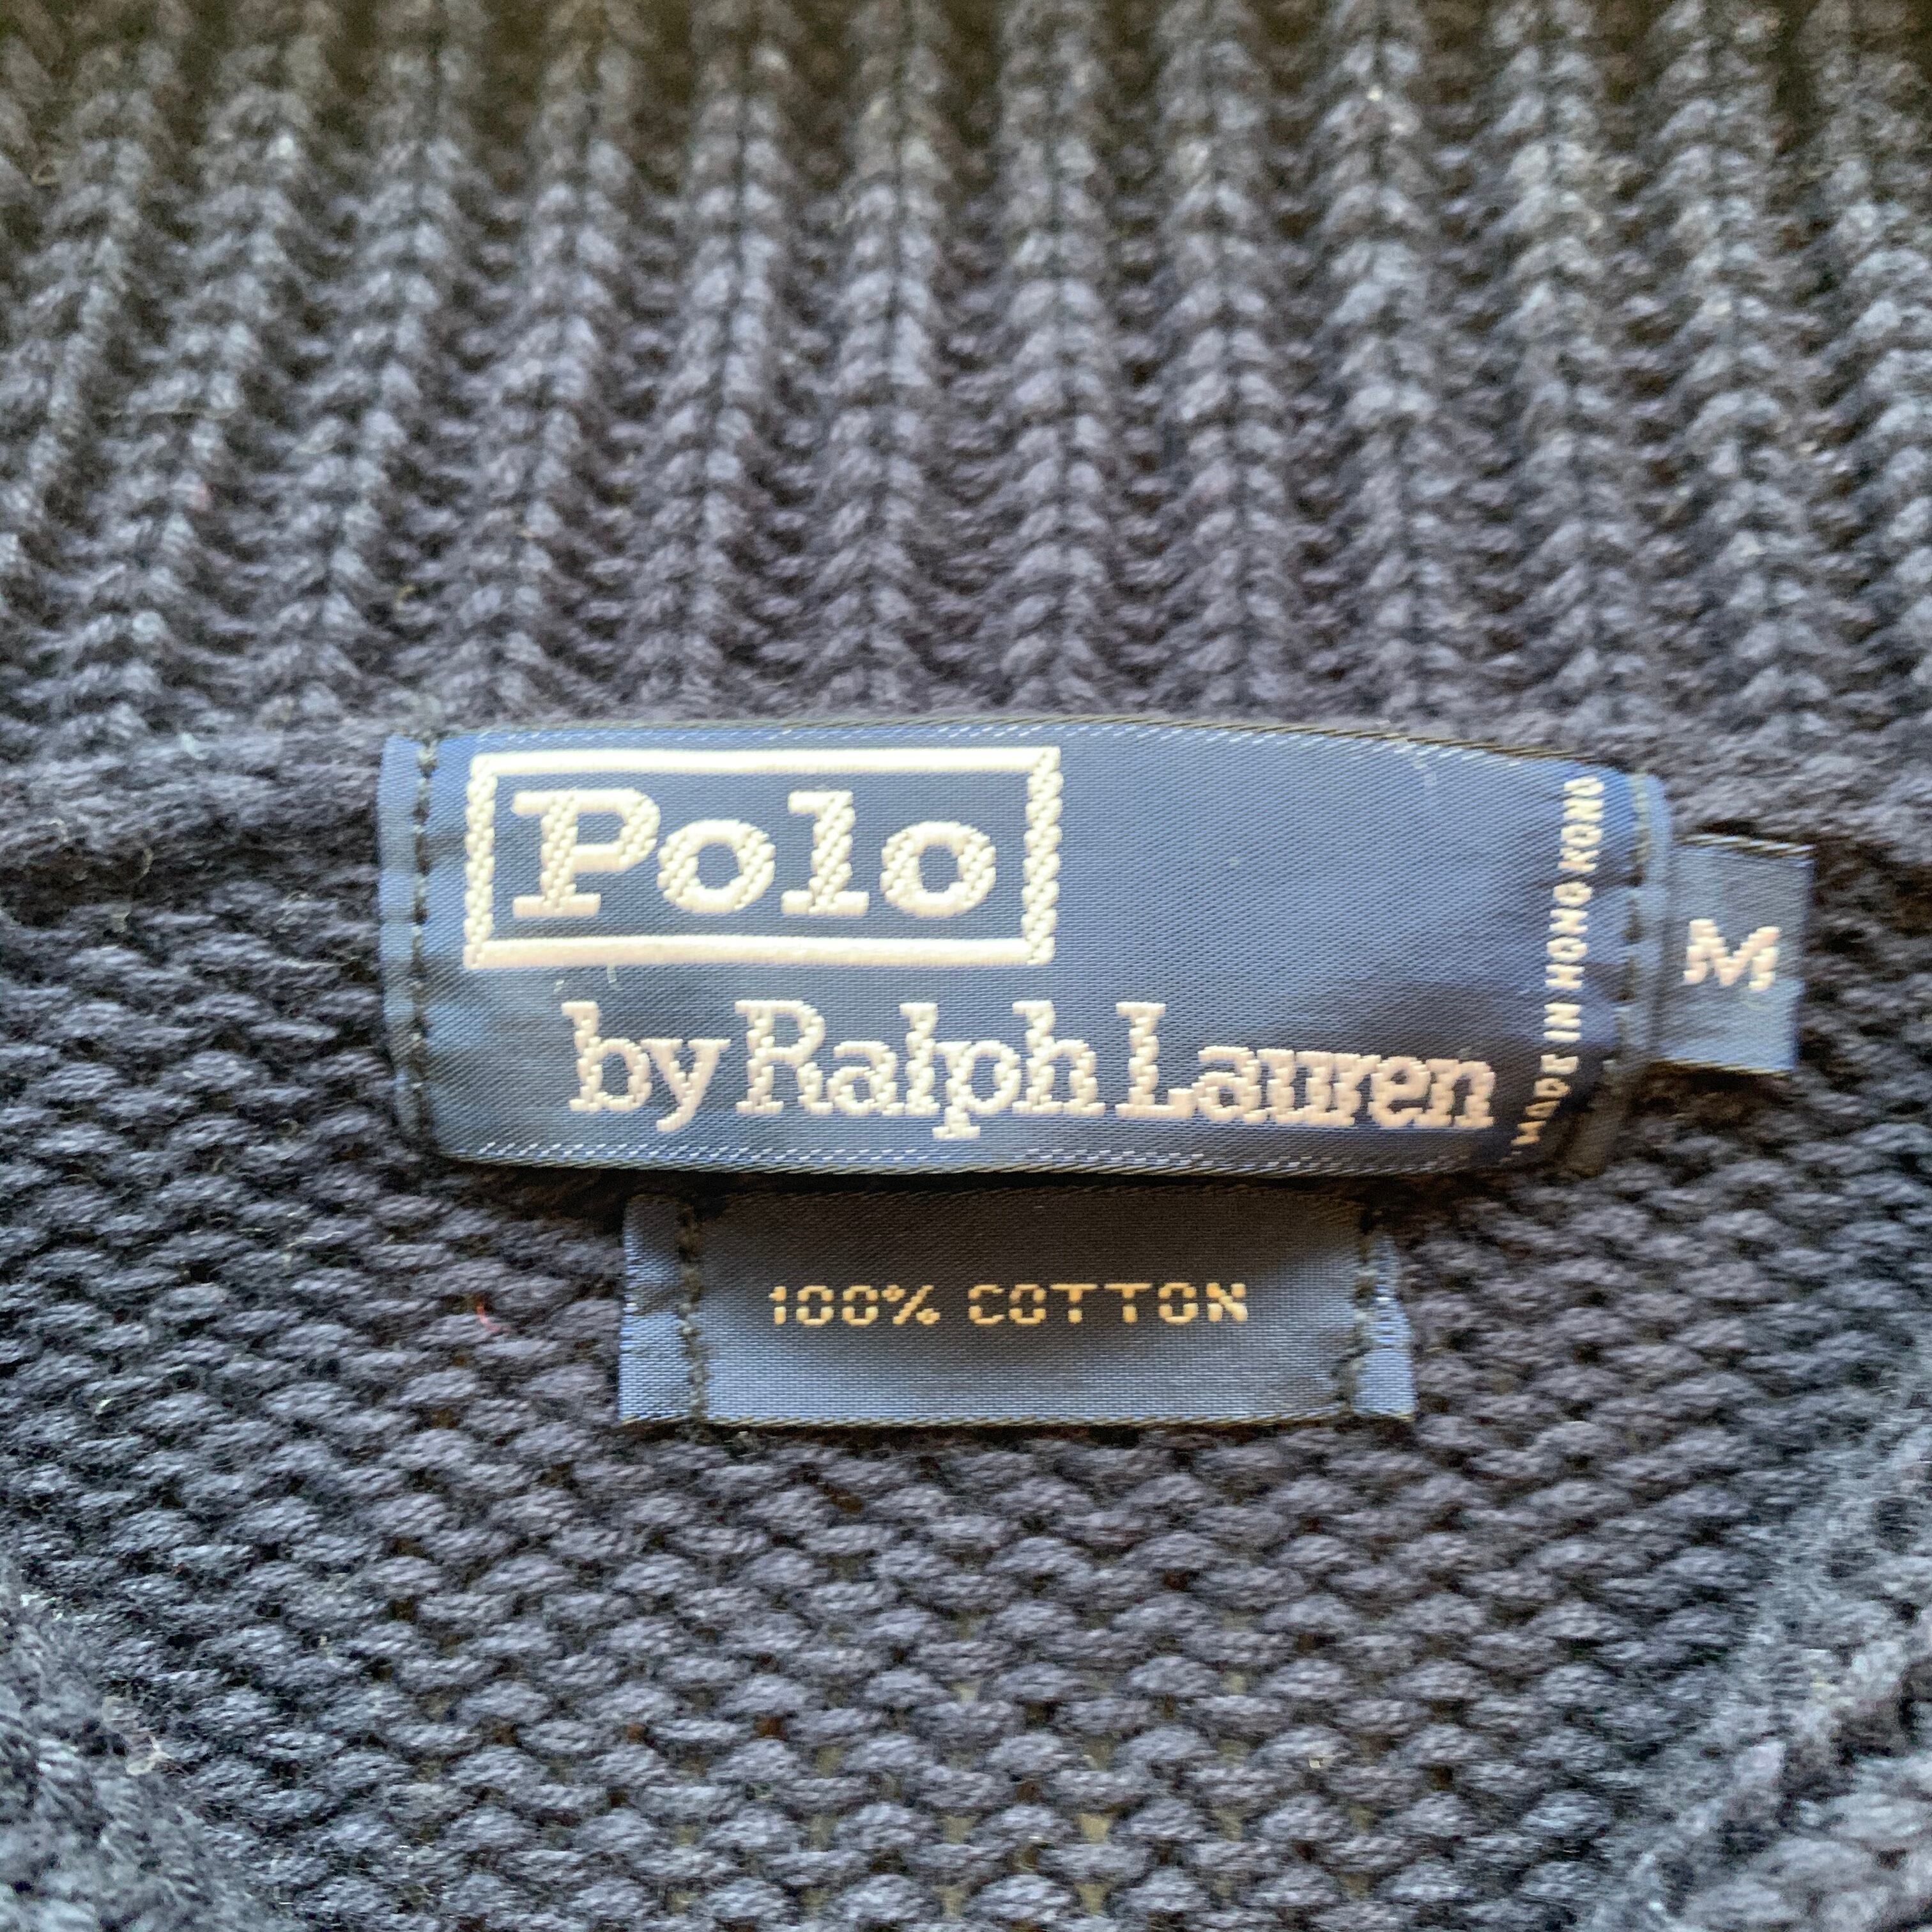 Polo
by Ralph Lauren
MADE IN HONG KONG
M
100% COTTON